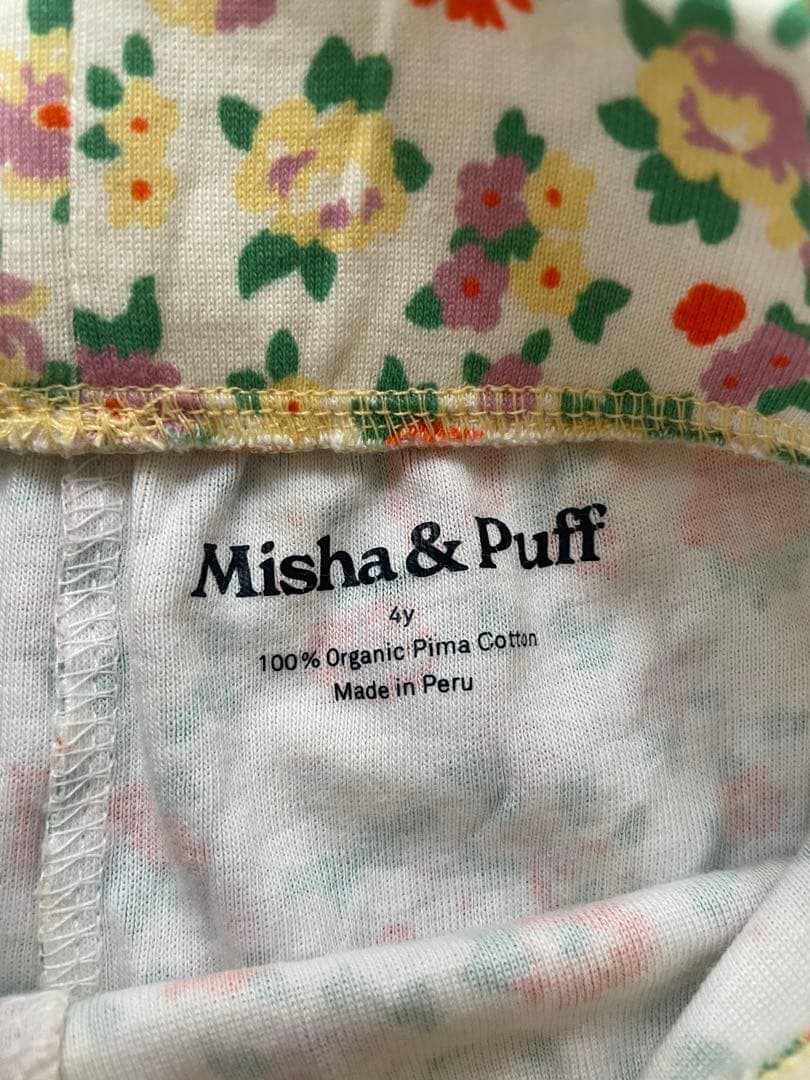 Misha & Puff
4y
100% Organic Pima Cotton
Made in Peru